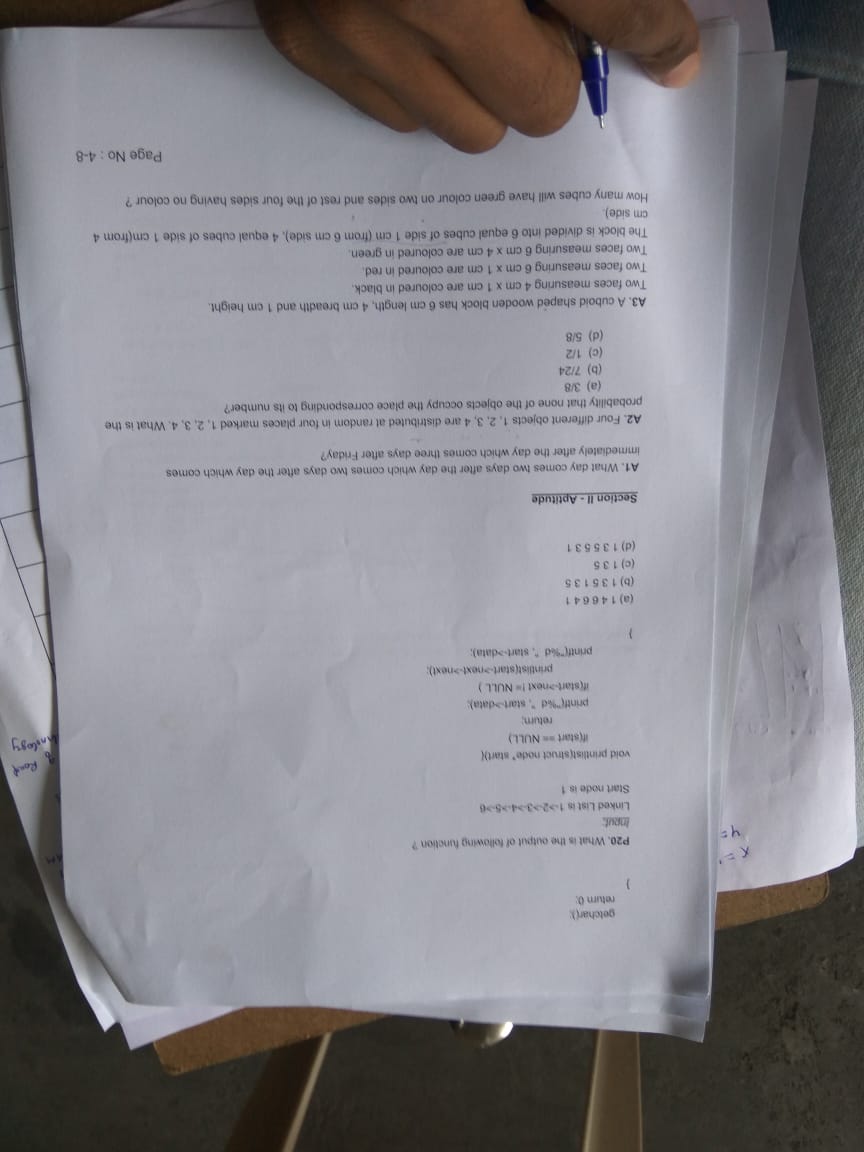 getchar();
return 0;
}
P20. What is the output of following function ?
Input:
Linked List is 1->2->3->4->5->6
Start node is 1
void printlist(struct node* start){
if(start == NULL)
return;
printf("%d ", start->data);
if(start->next != NULL )
printlist(start->next->next);
printf("%d ", start->data);
}
(a) 1 4 6 6 4 1
(b) 1 3 5 1 3 5
(c) 1 3 5
(d) 1 3 5 5 3 1
Section II - Aptitude
A1. What day comes two days after the day which comes two days after the day which comes
immediately after the day which comes three days after Friday?
A2. Four different objects 1, 2, 3, 4 are distributed at random in four places marked 1, 2, 3, 4. What is the
probability that none of the objects occupy the place corresponding to its number?
(a) 3/8
(b) 7/24
(c) 1/2
(d) 5/8
A3. A cuboid shaped wooden block has 6 cm length, 4 cm breadth and 1 cm height.
Two faces measuring 4 cm x 1 cm are coloured in black.
Two faces measuring 6 cm x 1 cm are coloured in red.
Two faces measuring 6 cm x 4 cm are coloured in green.
The block is divided into 6 equal cubes of side 1 cm (from 6 cm side), 4 equal cubes of side 1 cm(from 4
cm side).
How many cubes will have green colour on two sides and rest of the four sides having no colour ?
Page No : 4-8
x =
y =